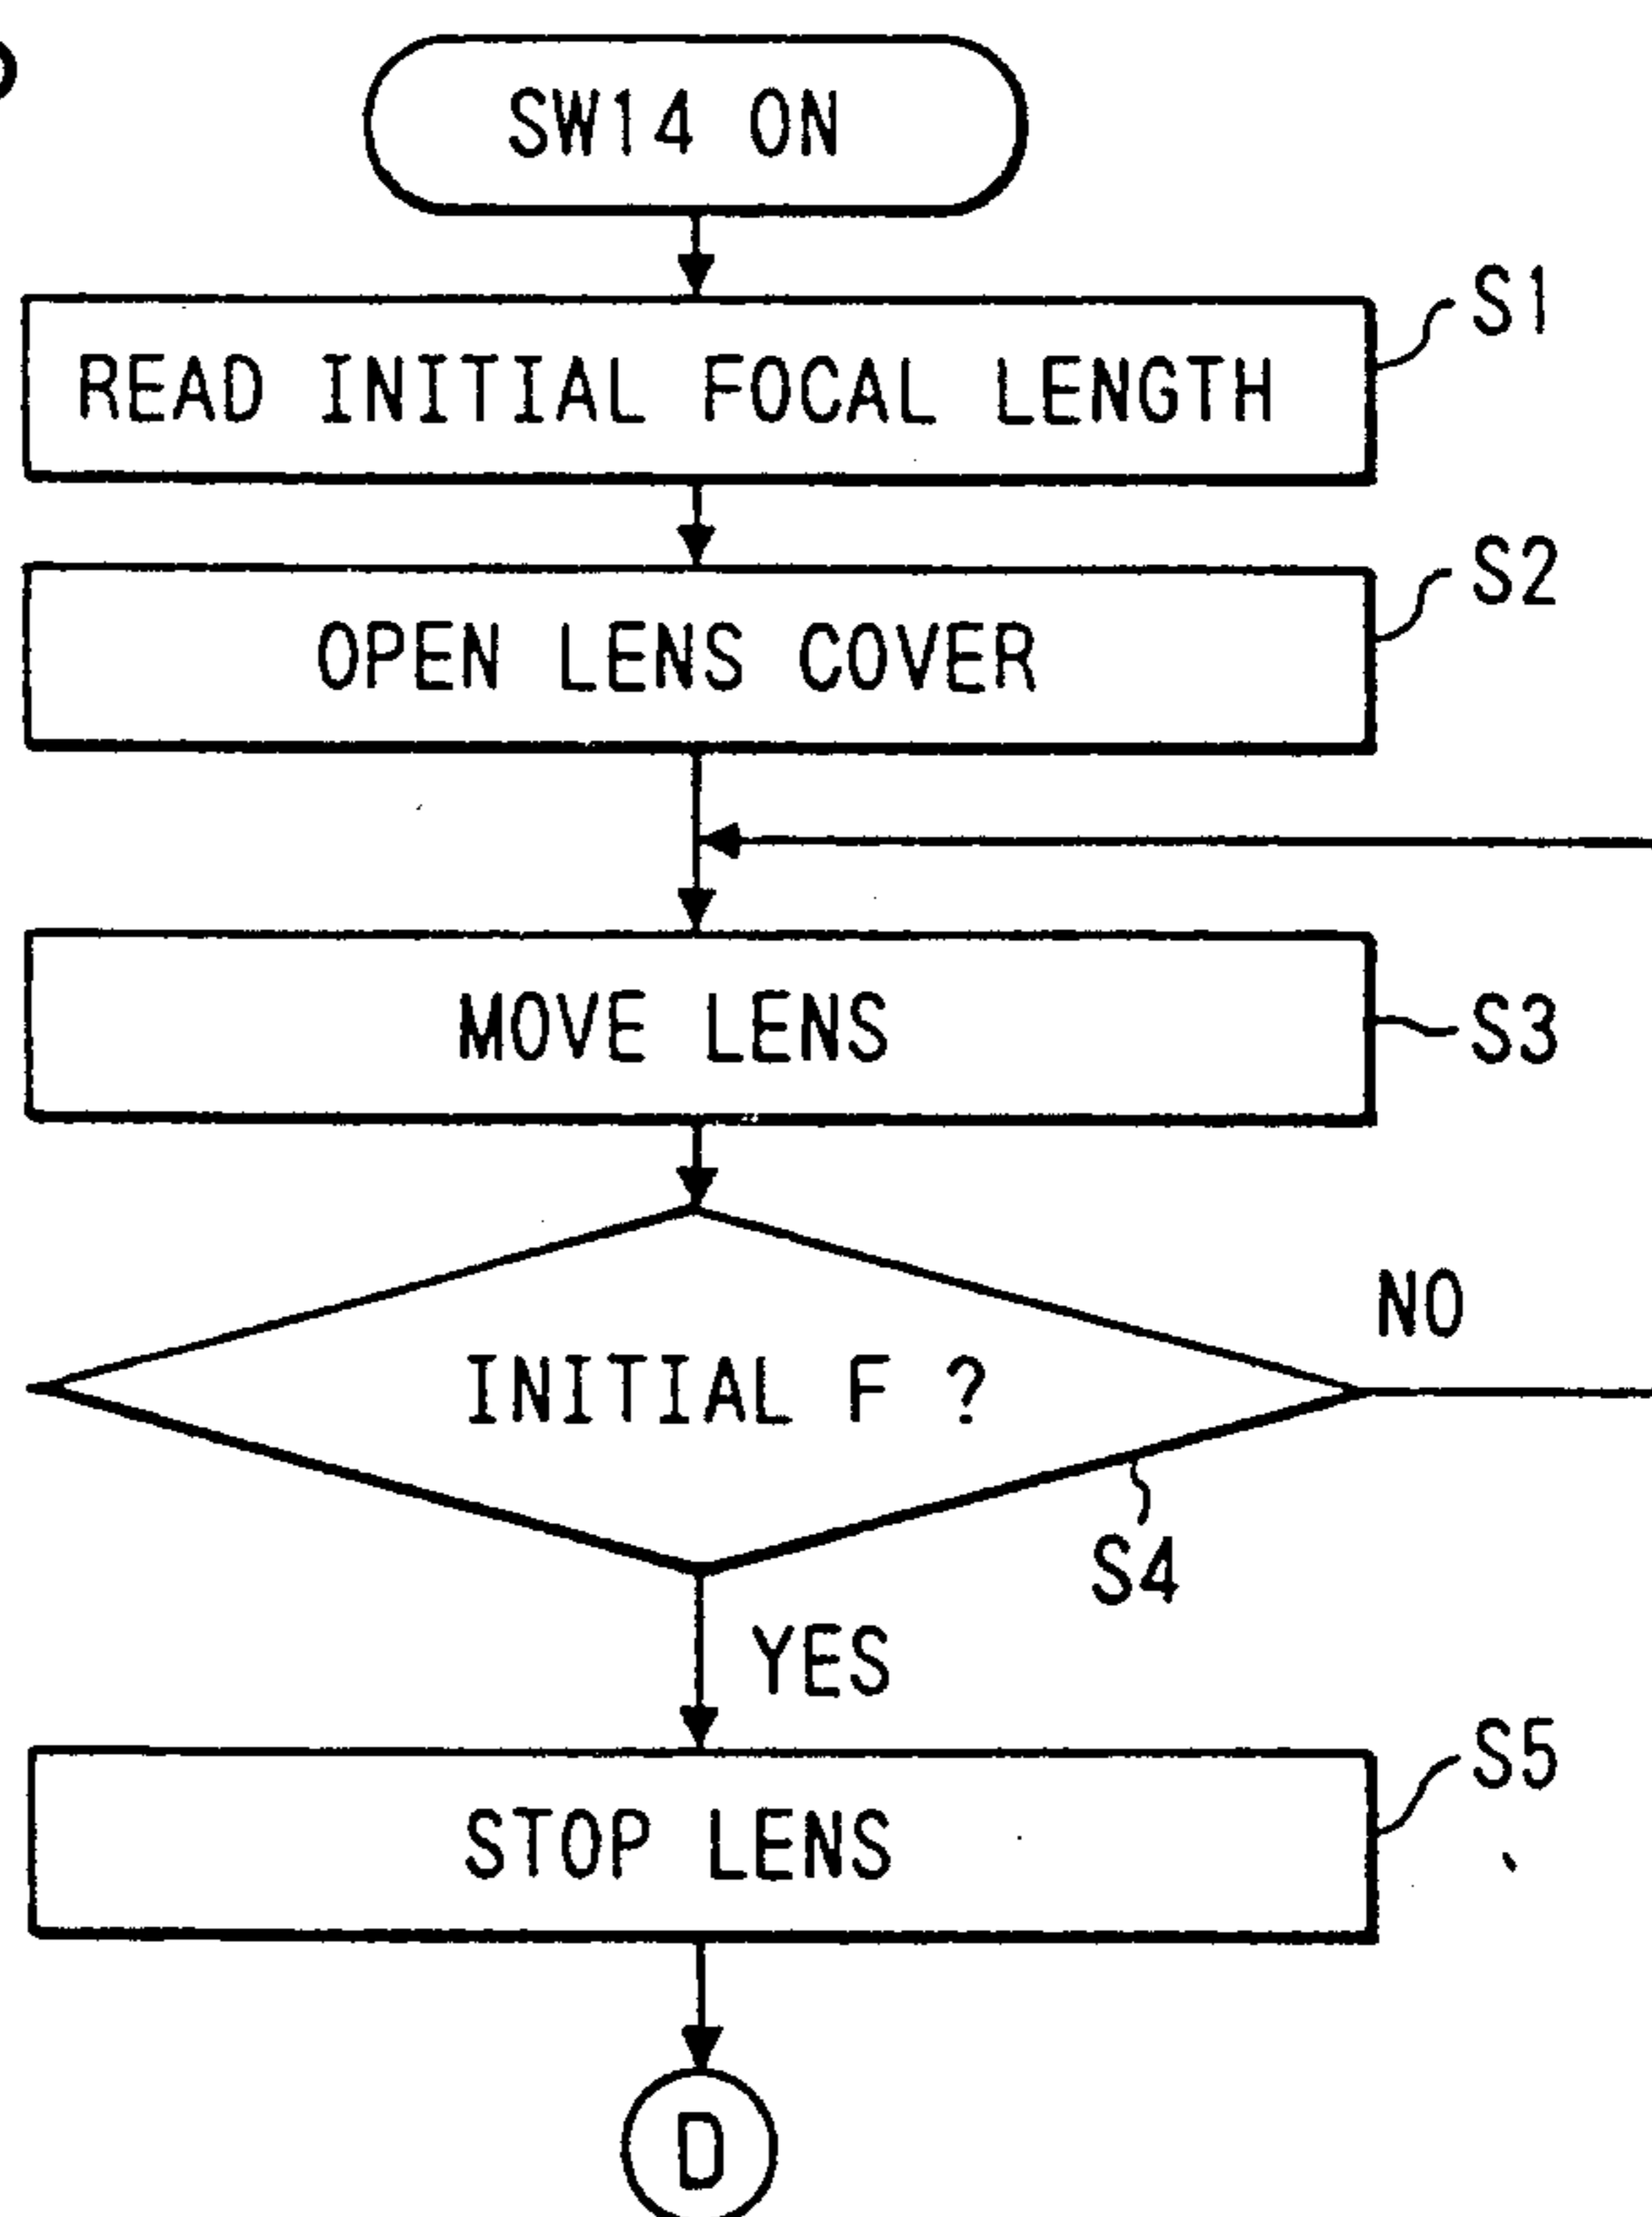 SW14 ON
S1
READ INITIAL FOCAL LENGTH
S2
OPEN LENS COVER
MOVE LENS
S3
NO
INITIAL F ?
S4
YES
S5
STOP LENS
D